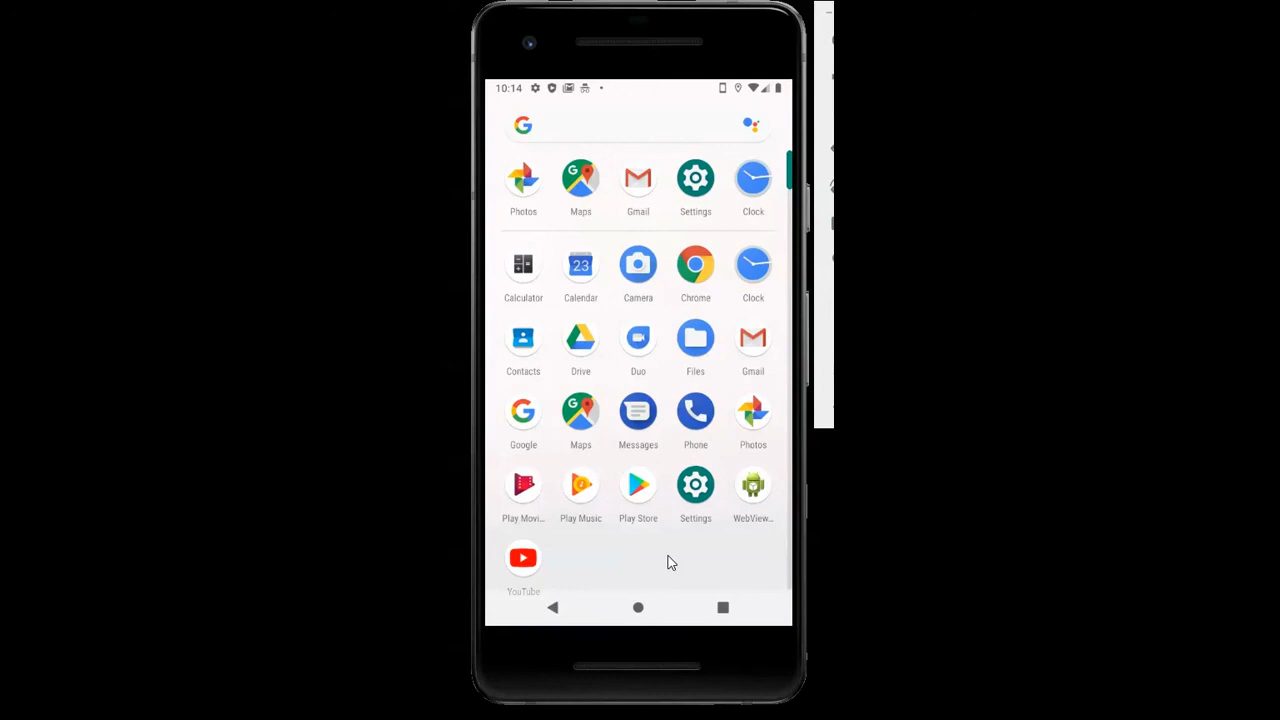 10:14
Photos Maps Gmail Settings Clock
Calculator Calendar Camera Chrome Clock
23
Contacts Drive Duo Files Gmail
Google Maps Messages Phone Photos
Play Movi... Play Music Play Store Settings WebView...
YouTube